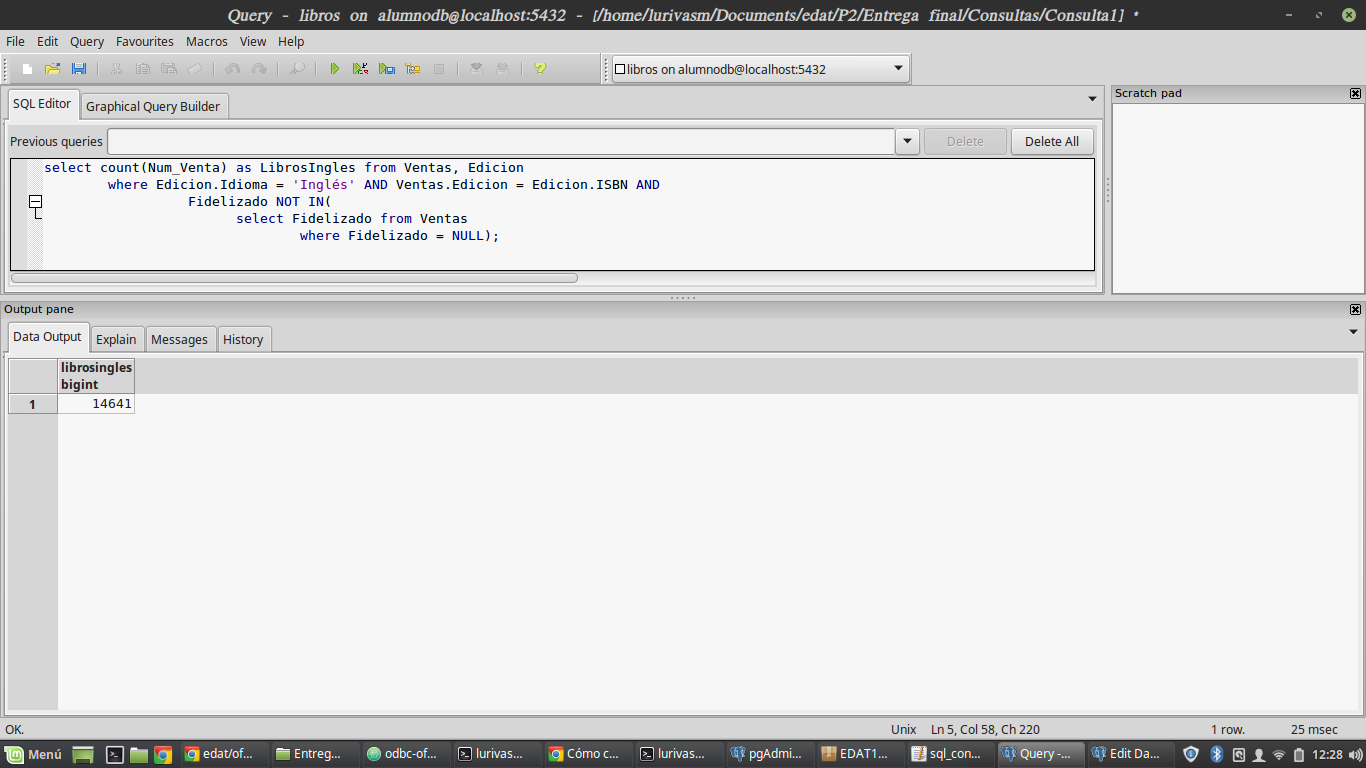 Query - libros on alumnodb@localhost:5432 - [/home/lurivasm/Documents/edat/P2/Entrega final/Consultas/Consulta1] *
File Edit Query Favourites Macros View Help
libros on alumnodb@localhost:5432
SQL Editor Graphical Query Builder
Scratch pad
Previous queries Delete Delete All
select count(Num_Venta) as LibrosIngles from Ventas, Edicion
where Edicion.Idioma = 'Inglés' AND Ventas.Edicion = Edicion.ISBN AND
Fidelizado NOT IN(
select Fidelizado from Ventas
where Fidelizado = NULL);
Output pane
Data Output Explain Messages History
librosingles
bigint
1 14641
OK. Unix Ln 5, Col 58, Ch 220 1 row. 25 msec
Menú edat/of... Entreg... odbc-of... lurivas... Cómo c... lurivas... pgAdmi... EDAT1... sql_con... Query -... Edit Da... 12:28